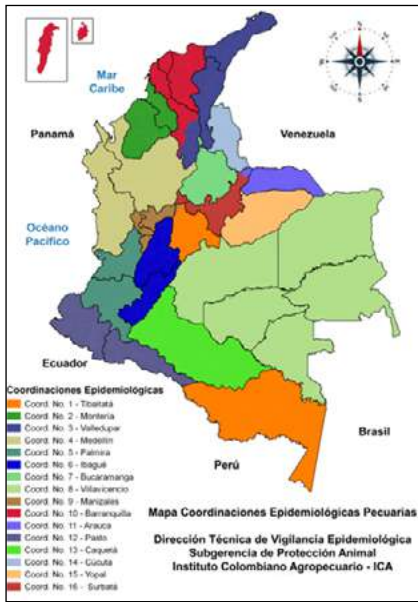 Mar
Caribe
Panamá
Venezuela
Océano
Pacífico
Ecuador
Coordinaciones Epidemiológicas
Coord. No. 1 - Tibaitatá
Coord. No. 2 - Montería
Coord. No. 3 - Valledupar
Coord. No. 4 - Medellín
Coord. No. 5 - Palmira
Coord. No. 6 - Ibagué
Coord. No. 7 - Bucaramanga
Coord. No. 8 - Villavicencio
Coord. No. 9 - Manizales
Coord. No. 10 - Barranquilla
Coord. No. 11 - Arauca
Coord. No. 12 - Pasto
Coord. No. 13 - Caquetá
Coord. No. 14 - Cúcuta
Coord. No. 15 - Yopal
Coord. No. 16 - Surbatá
Brasil
Perú
Mapa Coordinaciones Epidemiológicas Pecuarias
Dirección Técnica de Vigilancia Epidemiológica
Subgerencia de Protección Animal
Instituto Colombiano Agropecuario - ICA